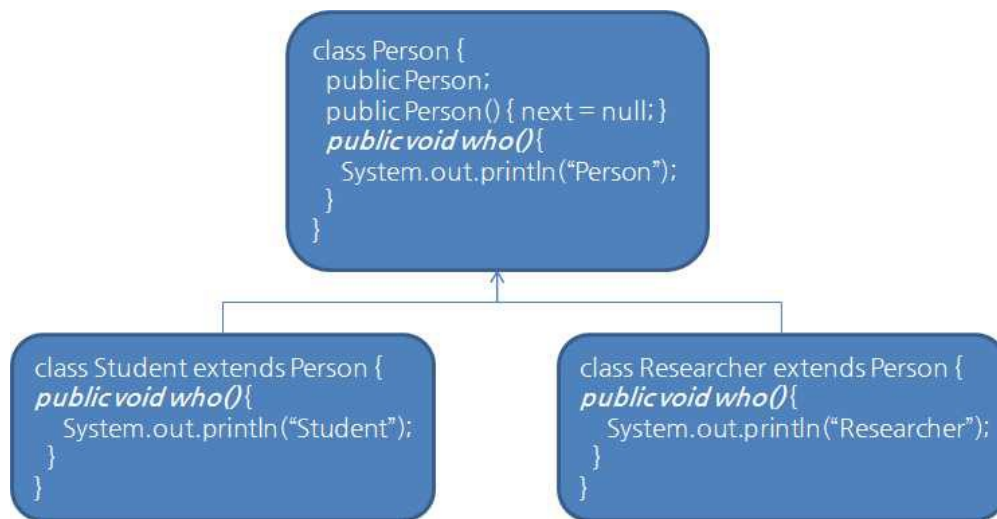 class Person {
public Person;
public Person() { next = null; }
public void who(){
System.out.println(“Person”);
}
}
class Student extends Person {
public void who(){
System.out.println(“Student”);
}
}
class Researcher extends Person {
public void who(){
System.out.println(“Researcher”);
}
}